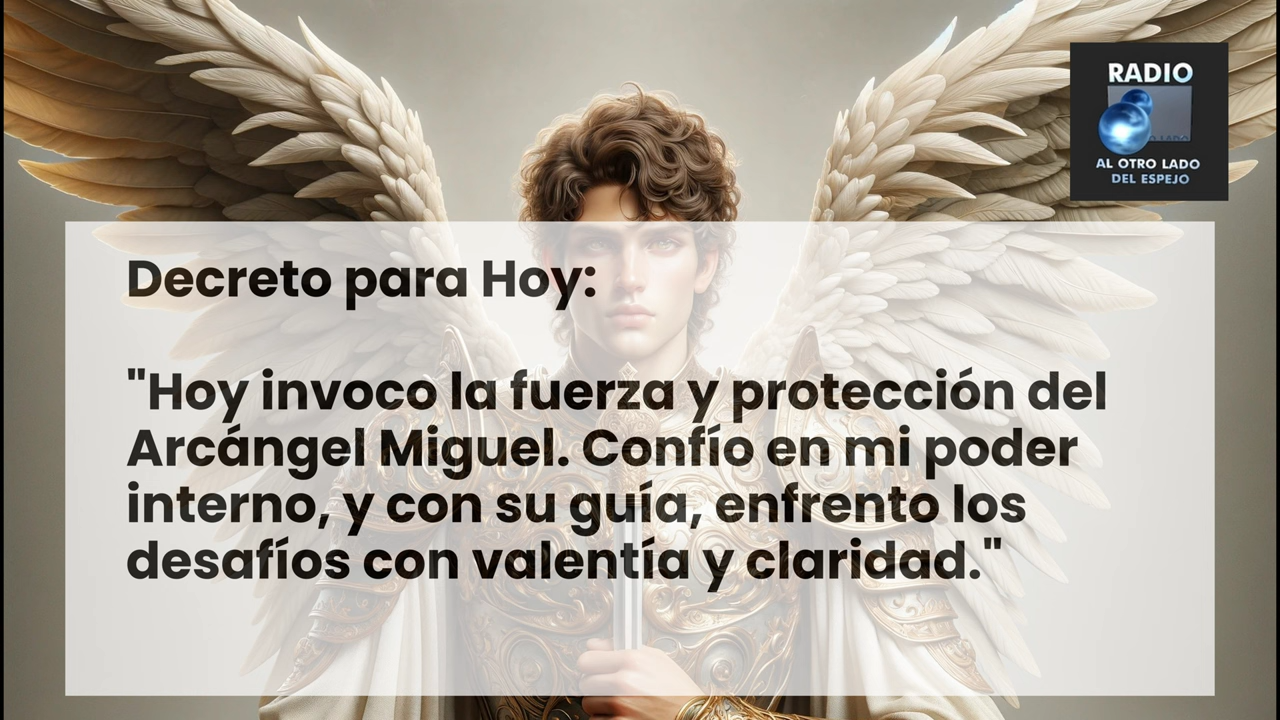 RADIO
AL OTRO LADO
DEL ESPEJO
Decreto para Hoy:
"Hoy invoco la fuerza y protección del
Arcángel Miguel. Confío en mi poder
interno, y con su guía, enfrento los
desafíos con valentía y claridad."